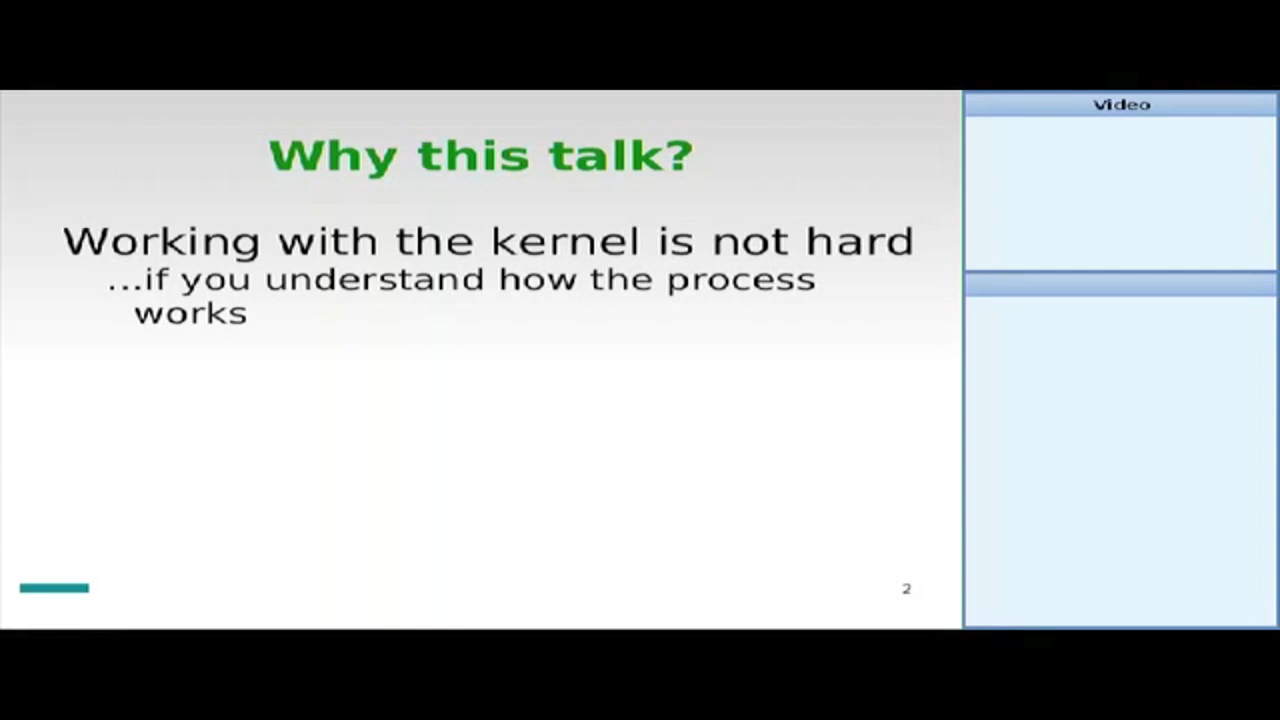 Why this talk?
Working with the kernel is not hard
...if you understand how the process
works
2
Video